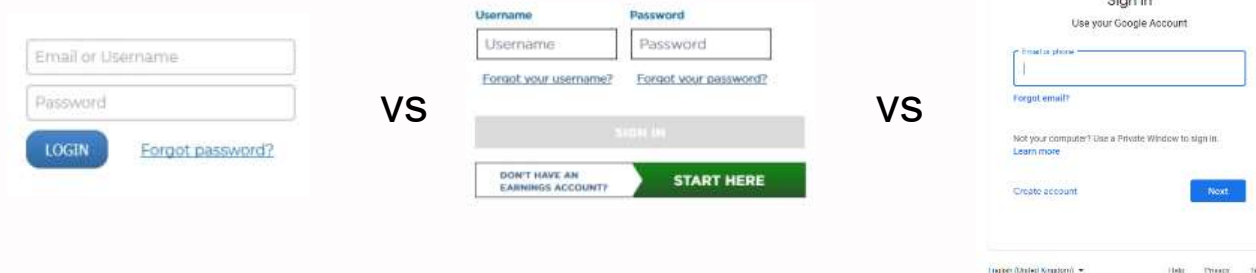 Email or Username
Password
LOGIN Forgot password?
vs
Username Password
Username Password
Forgot your username? Forgot your password?
SIGN IN
DON'T HAVE AN
EARNINGS ACCOUNT?
START HERE
vs
Sign in
Use your Google Account
Email or phone
Forgot email?
Not your computer? Use a Private Window to sign in.
Learn more
Create account Next
English (United Kingdom) Help Privacy